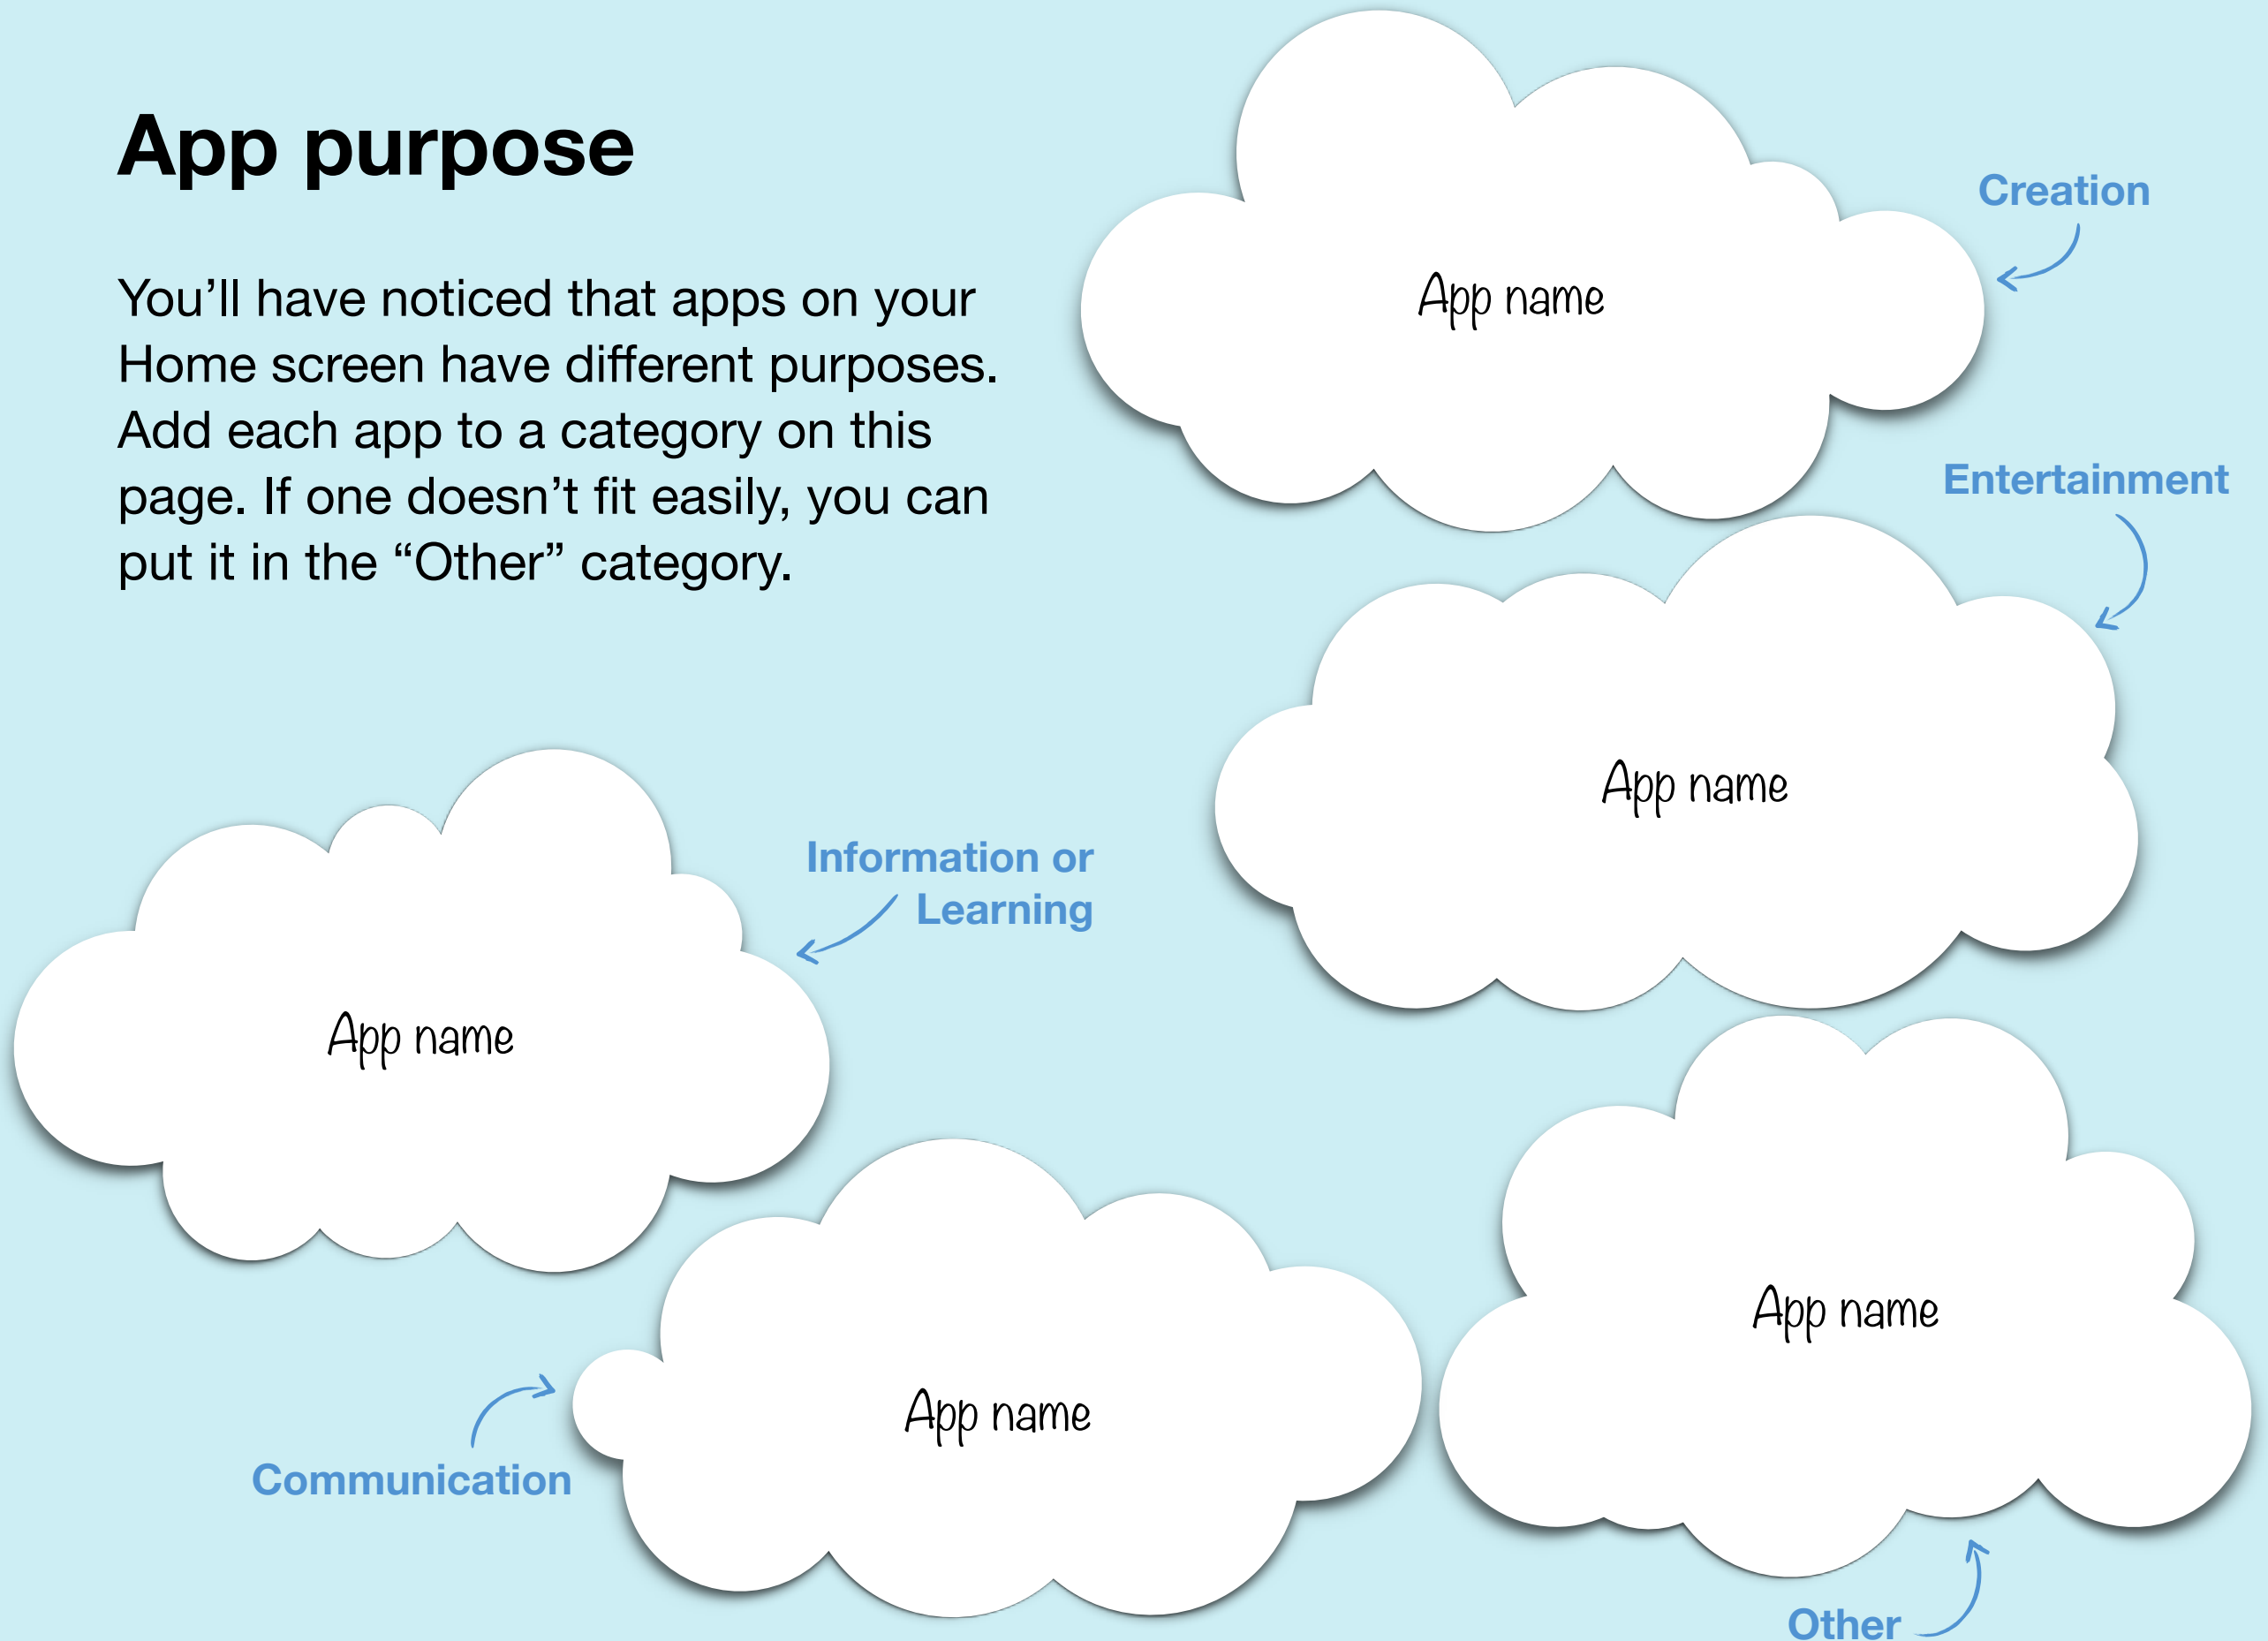 App purpose
You’ll have noticed that apps on your
Home screen have different purposes.
Add each app to a category on this
page. If one doesn’t fit easily, you can
put it in the “Other” category.
Creation
App name
Entertainment
App name
Information or
Learning
App name
Communication
App name
App name
Other